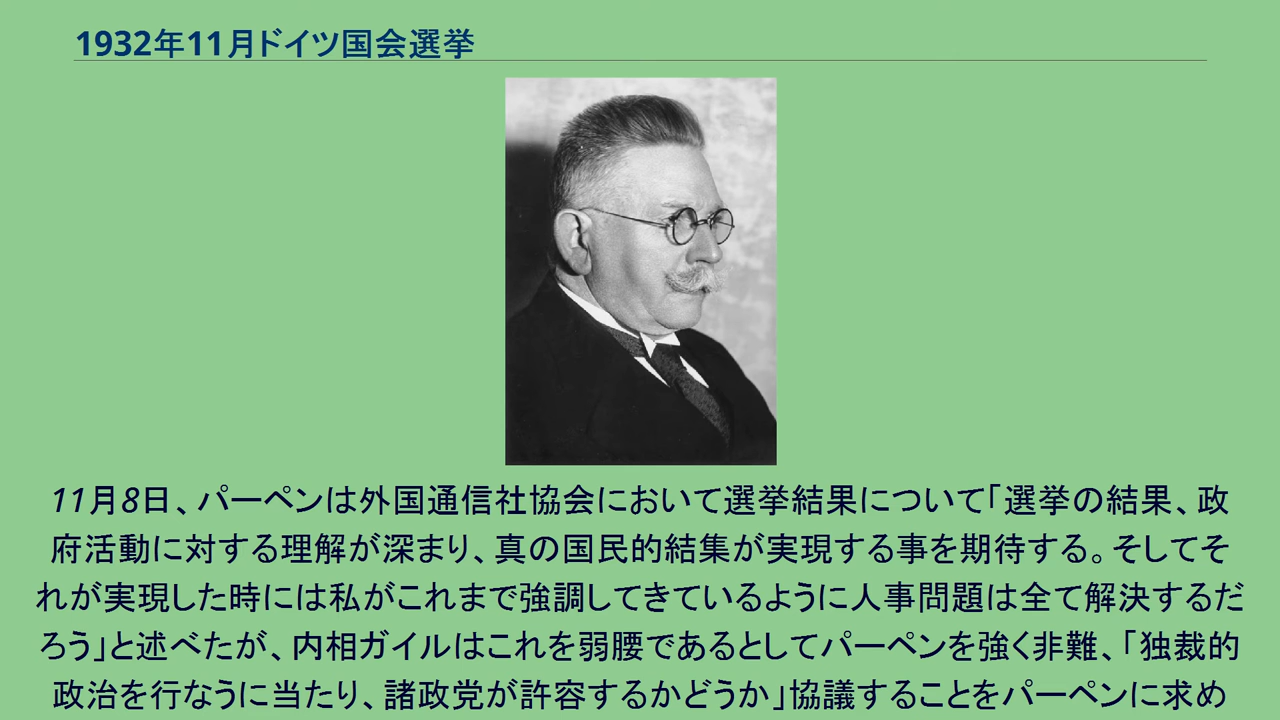 1932年11月ドイツ国会選挙
11月8日、パーペンは外国通信社協会において選挙結果について｢選挙の結果、政
府活動に対する理解が深まり、真の国民的結集が実現する事を期待する。そしてそ
れが実現した時には私がこれまで強調してきているように人事問題は全て解決するだ
ろう｣と述べたが、内相ガイルはこれを弱腰であるとしてパーペンを強く非難、｢独裁的
政治を行なうに当たり、諸政党が許容するかどうか｣協議することをパーペンに求め